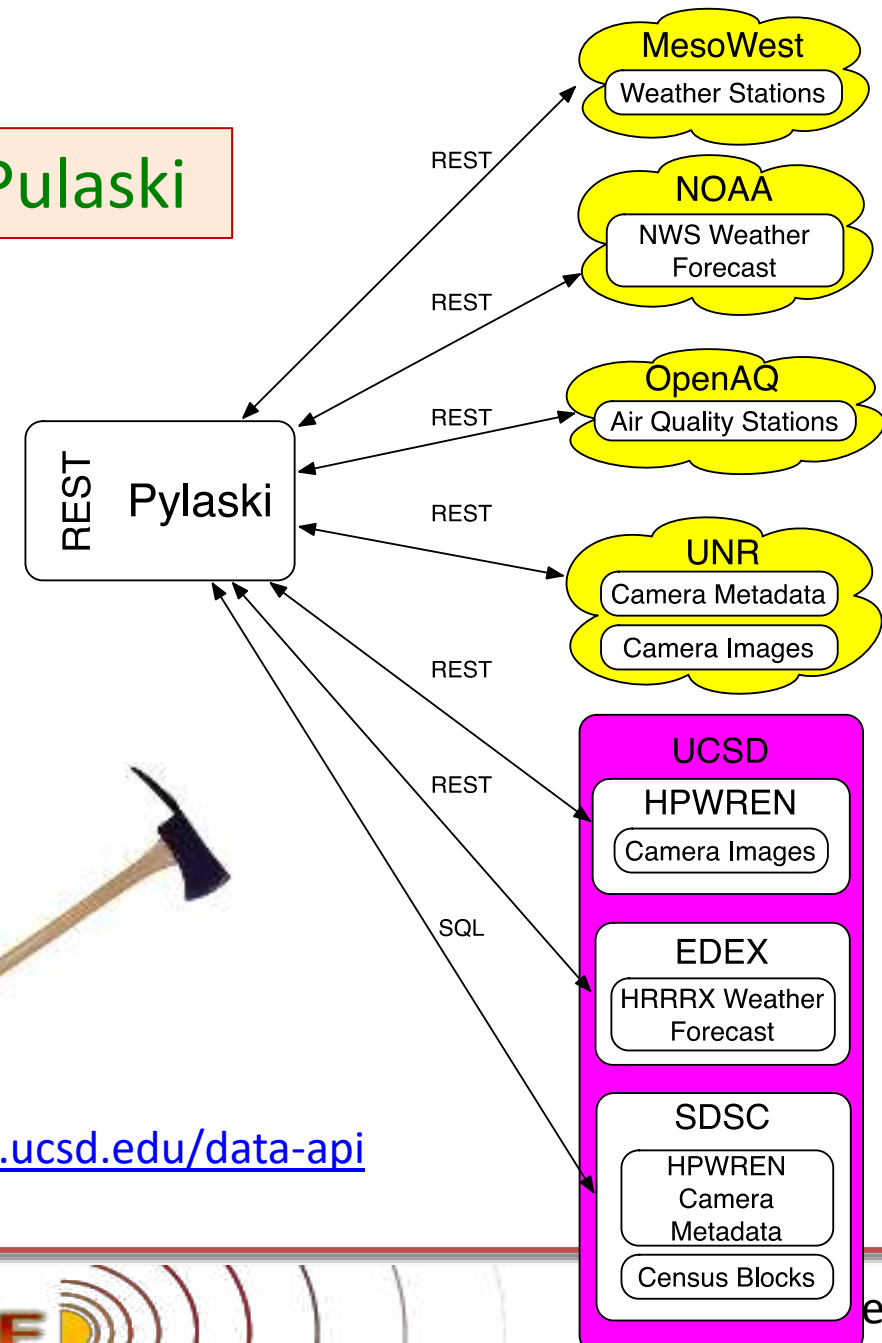 Pulaski
MesoWest
Weather Stations
REST
NOAA
NWS Weather
Forecast
REST
OpenAQ
Air Quality Stations
REST
REST
Pylaski
REST
UNR
Camera Metadata
Camera Images
REST
UCSD
HPWREN
Camera Images
REST
EDEX
HRRRX Weather
Forecast
SQL
SDSC
HPWREN
Camera
Metadata
Census Blocks
.ucsd.edu/data-api